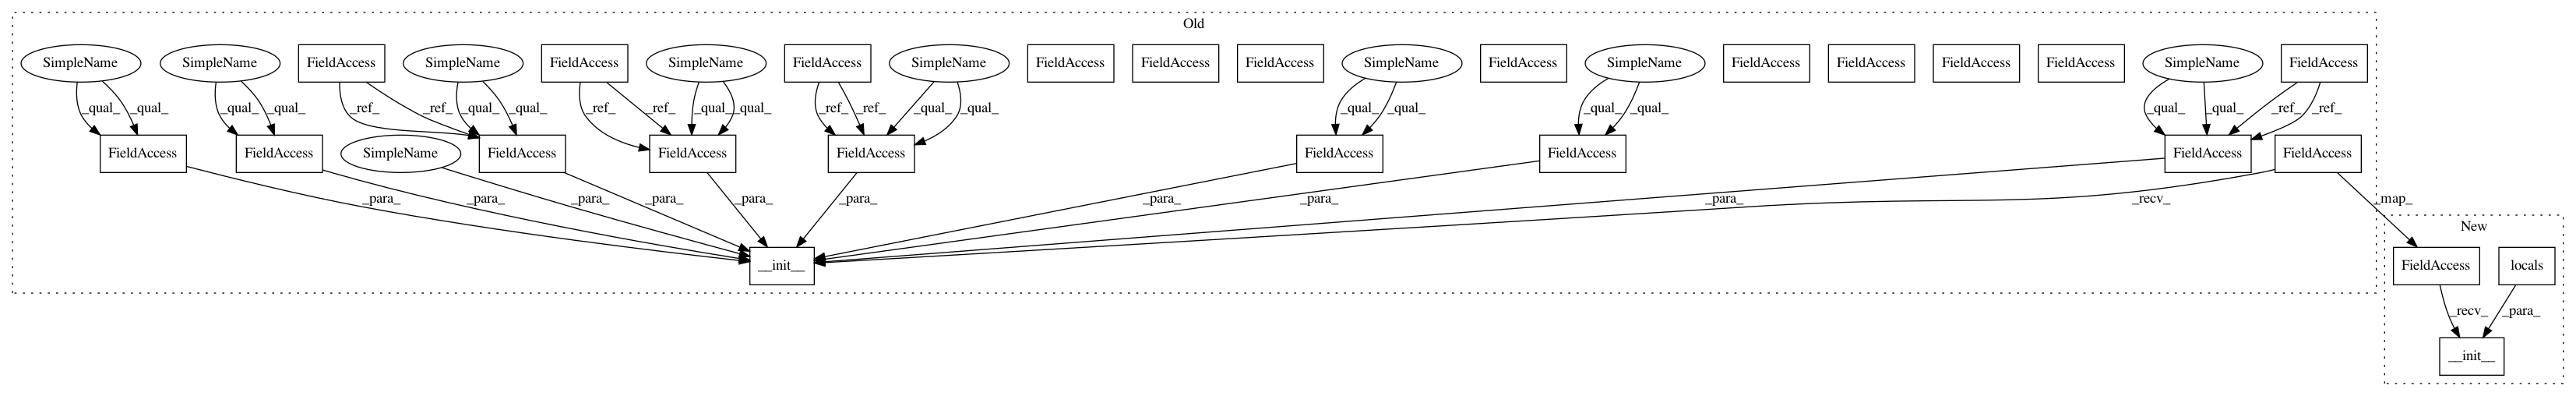 Old
SimpleName SimpleName FieldAccess SimpleName FieldAccess SimpleName FieldAccess SimpleName FieldAccess FieldAccess FieldAccess SimpleName FieldAccess SimpleName FieldAccess FieldAccess FieldAccess FieldAccess SimpleName FieldAccess
_qual_ _qual_ _qual_ _qual_ _ref_ _ref_ _qual_ _qual_ _ref_ _ref_ _qual_ _qual_ _ref_ _ref_ _qual_ _qual_ _qual_ _qual_ _qual_ _qual_ _qual_ _qual_ _ref_ _ref_
FieldAccess FieldAccess SimpleName FieldAccess FieldAccess FieldAccess FieldAccess FieldAccess FieldAccess FieldAccess
_para_ _para_ _para_ _para_ _para_ _para_ _para_ _para_ _para_ _recv_ _map_
New
__init__ FieldAccess locals
_recv_ _para_
__init__